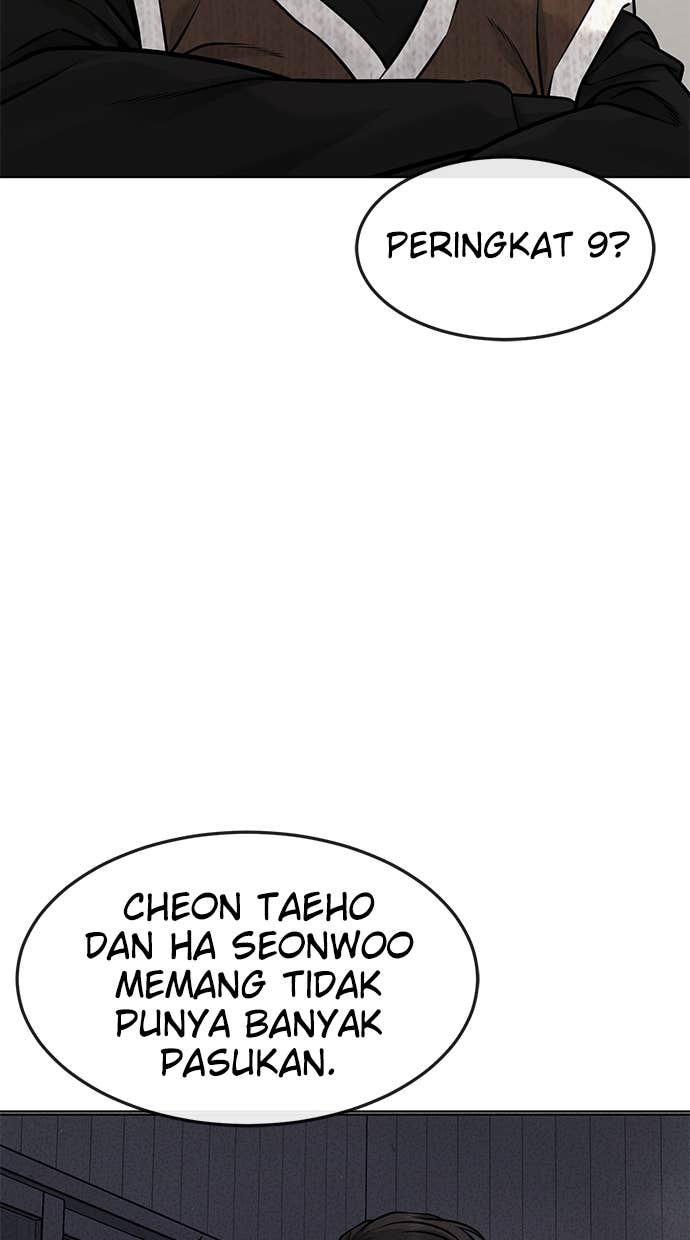 PERINGKAT 9?
CHEON TAEHO
DAN HA SEONWOO
MEMANG TIDAK
PUNYA BANYAK
PASUKAN.